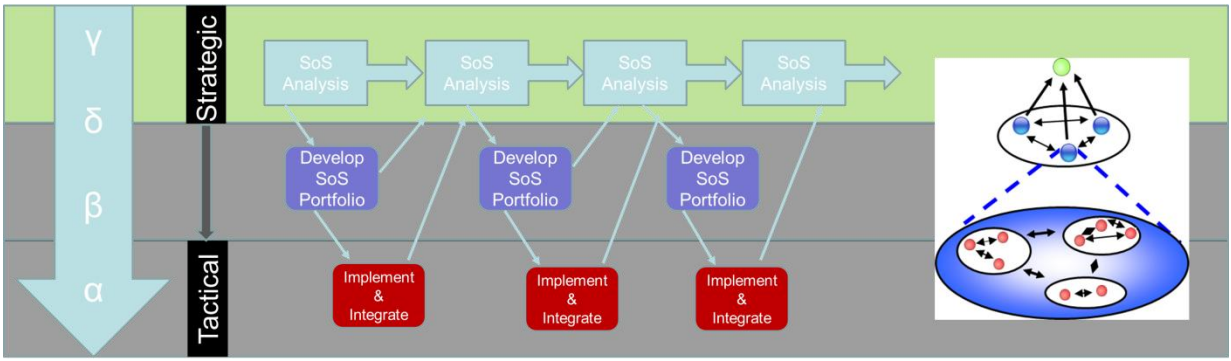 γ
δ
β
α
Strategic
Tactical
SoS
Analysis
SoS
Analysis
SoS
Analysis
SoS
Analysis
Develop
SoS
Portfolio
Develop
SoS
Portfolio
Develop
SoS
Portfolio
Implement
&
Integrate
Implement
&
Integrate
Implement
&
Integrate